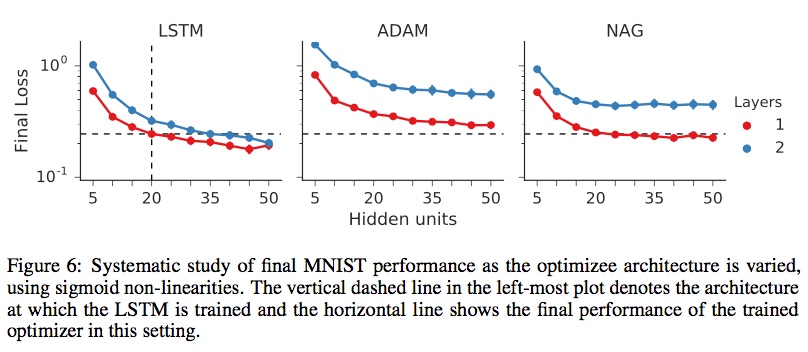 LSTM
ADAM
NAG
Final Loss
10⁰
10⁻¹
5 20 35 50
5 20 35 50
5 20 35 50
Hidden units
Layers
1
2
Figure 6: Systematic study of final MNIST performance as the optimizee architecture is varied,
using sigmoid non-linearities. The vertical dashed line in the left-most plot denotes the architecture
at which the LSTM is trained and the horizontal line shows the final performance of the trained
optimizer in this setting.